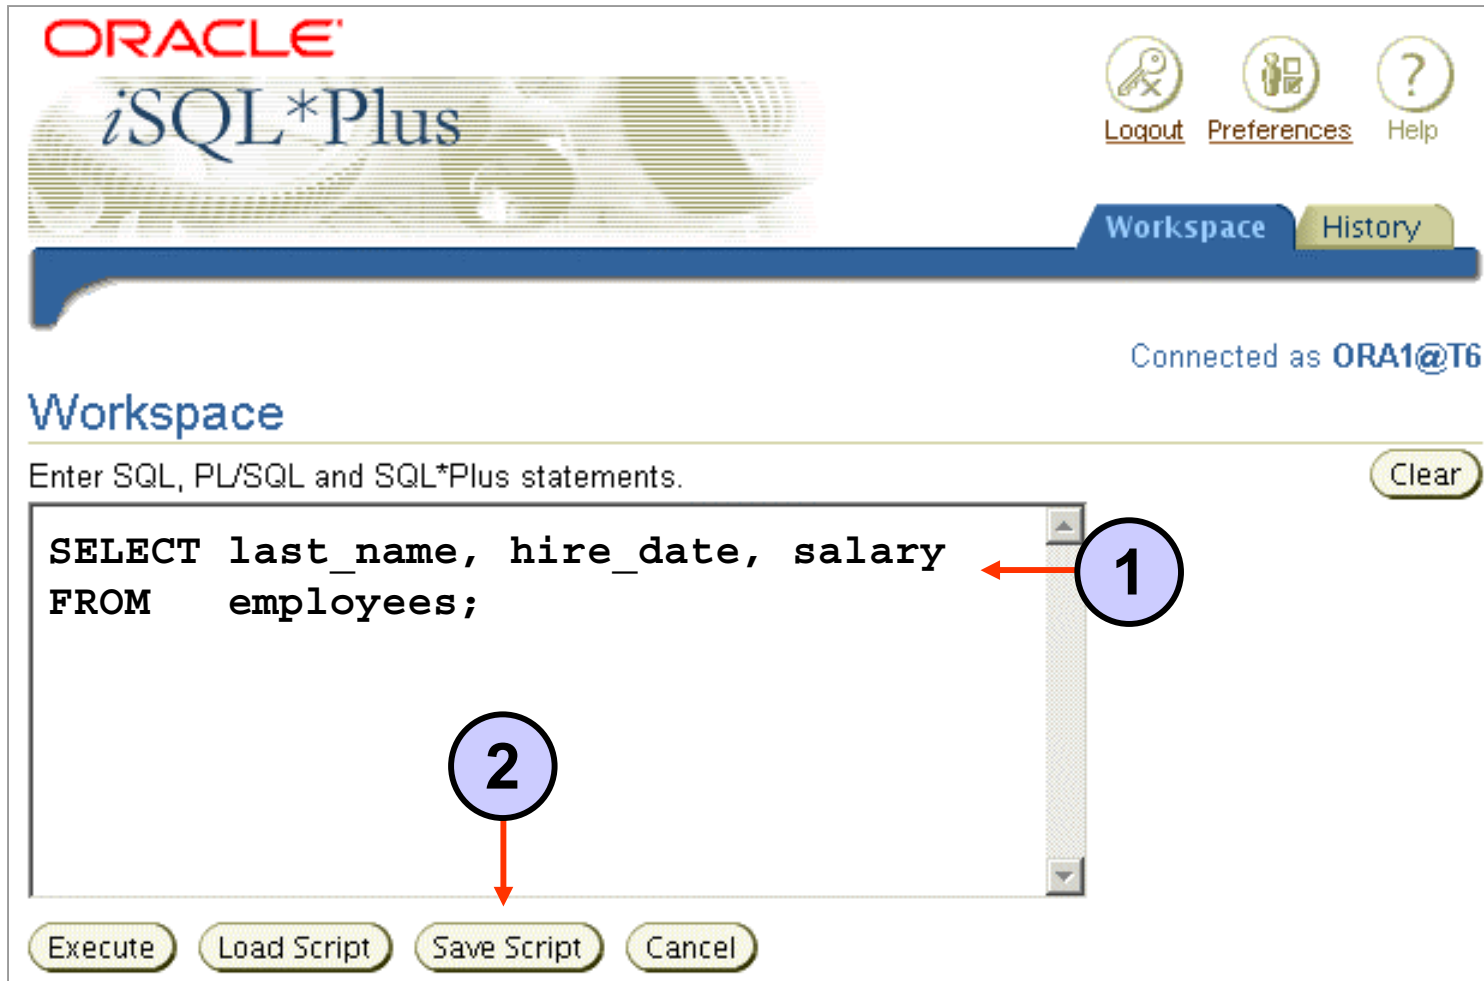 ORACLE
iSQL*Plus
Logout Preferences Help
Workspace History
Connected as ORA1@T6
Workspace
Enter SQL, PL/SQL and SQL*Plus statements.
Clear
SELECT last_name, hire_date, salary
1
FROM employees;
2
Execute Load Script Save Script Cancel